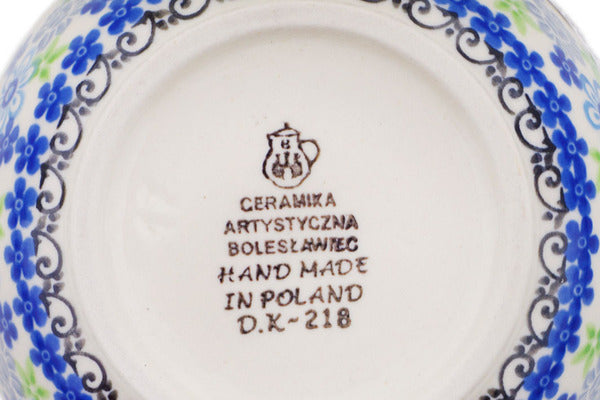 B
CERAMIKA
ARTYSTYCZNA
BOLESŁAWIEC
HAND MADE
IN POLAND
D.K-218